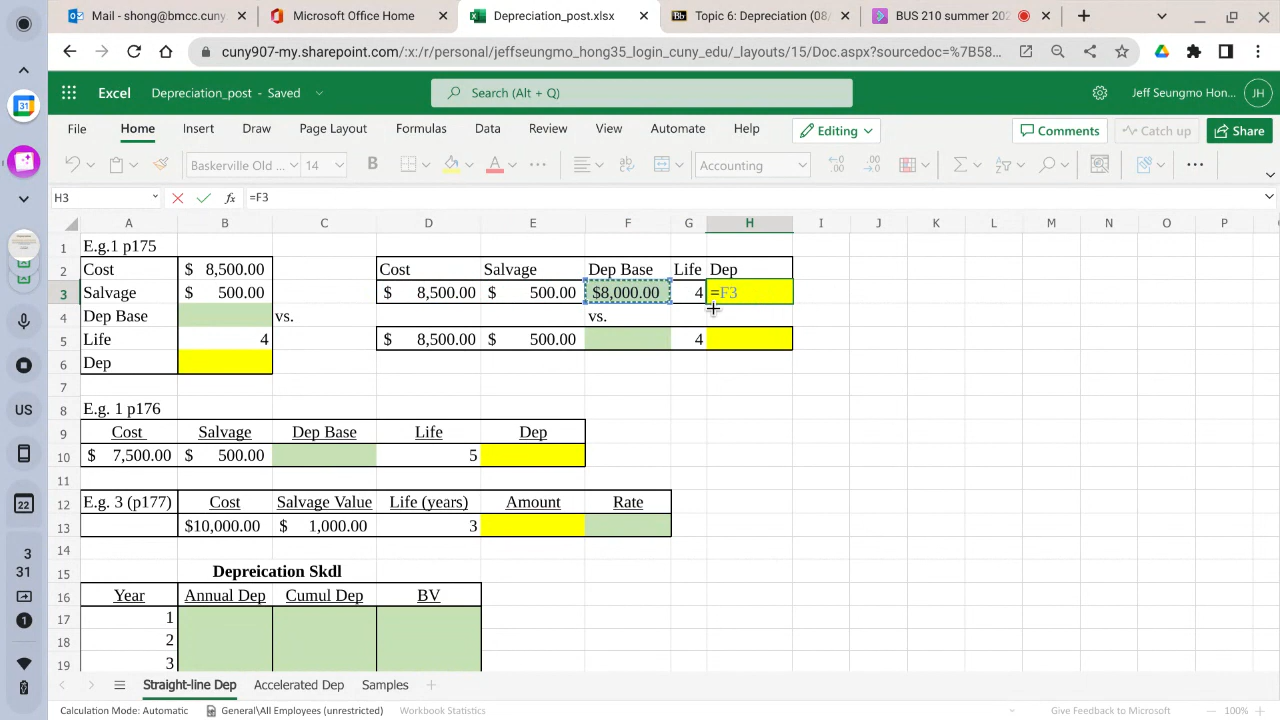 Mail - shong@bmcc.cuny
Microsoft Office Home
Depreciation_post.xlsx
Bb
Topic 6: Depreciation (08/
BUS 210 summer 202
cuny907-my.sharepoint.com/:x:/r/personal/jeffseungmo_hong35_login_cuny_edu/_layouts/15/Doc.aspx?sourcedoc=%7B58...
31
Excel
Depreciation_post - Saved
Search (Alt + Q)
Jeff Seungmo Hon...
JH
File
Home
Insert
Draw
Page Layout
Formulas
Data
Review
View
Automate
Help
Editing
Comments
Catch up
Share
Baskerville Old ...
14
B
A
Accounting
H3
fx
=F3
A B C D E F G H I J K L M N O P
1 E.g.1 p175
2 Cost $ 8,500.00 Cost Salvage Dep Base Life Dep
3 Salvage $ 500.00 $ 8,500.00 $ 500.00 $8,000.00 4 =F3
4 Dep Base vs. vs.
5 Life 4 $ 8,500.00 $ 500.00 4
6 Dep
7
8 E.g. 1 p176
9 Cost Salvage Dep Base Life Dep
10 $ 7,500.00 $ 500.00 5
11
12 E.g. 3 (p177) Cost Salvage Value Life (years) Amount Rate
13 $10,000.00 $ 1,000.00 3
14
15 Depreication Skdl
16 Year Annual Dep Cumul Dep BV
17 1
18 2
19 3
US
22
3
31
1
Straight-line Dep
Accelerated Dep
Samples
Calculation Mode: Automatic
General\All Employees (unrestricted)
Workbook Statistics
Give Feedback to Microsoft
100%